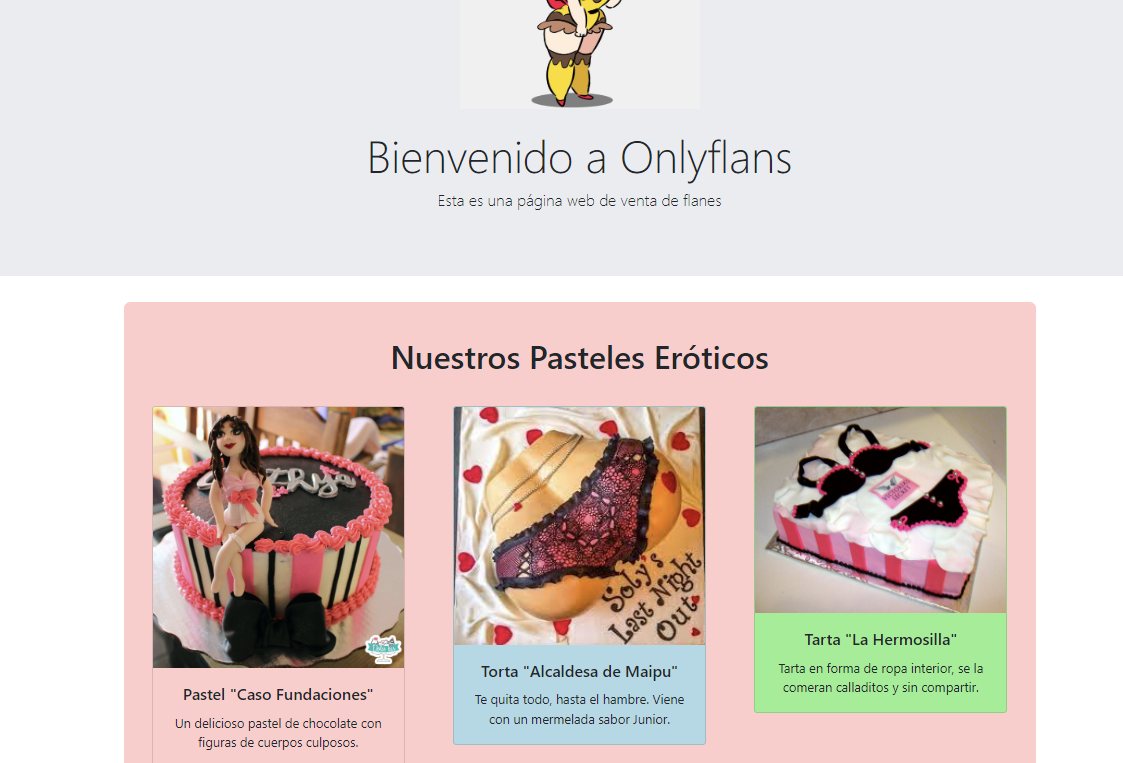 Bienvenido a Onlyflans
Esta es una página web de venta de flanes
Nuestros Pasteles Eróticos
Soly's
Last Night
Out
Pastel "Caso Fundaciones"
Un delicioso pastel de chocolate con
figuras de cuerpos culposos.
Torta "Alcaldesa de Maipu"
Te quita todo, hasta el hambre. Viene
con un mermelada sabor Junior.
Tarta "La Hermosilla"
Tarta en forma de ropa interior, se la
comeran calladitos y sin compartir.